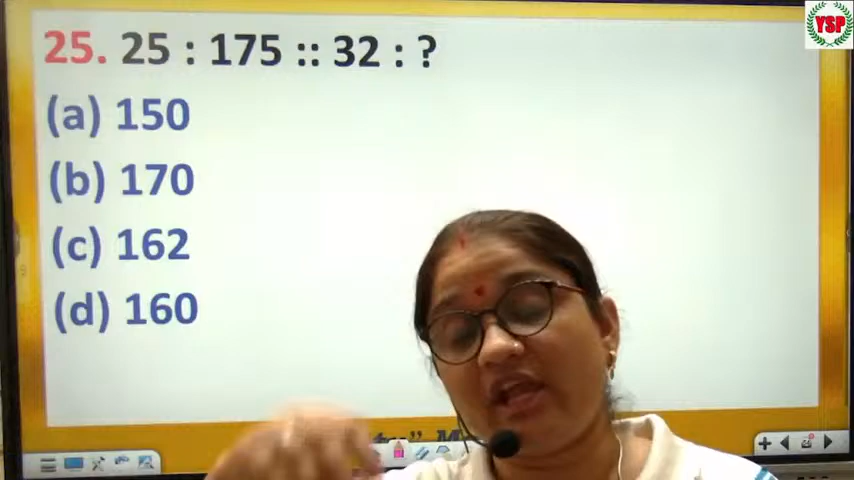 YSP
25. 25 : 175 :: 32 : ?
(a) 150
(b) 170
(c) 162
(d) 160